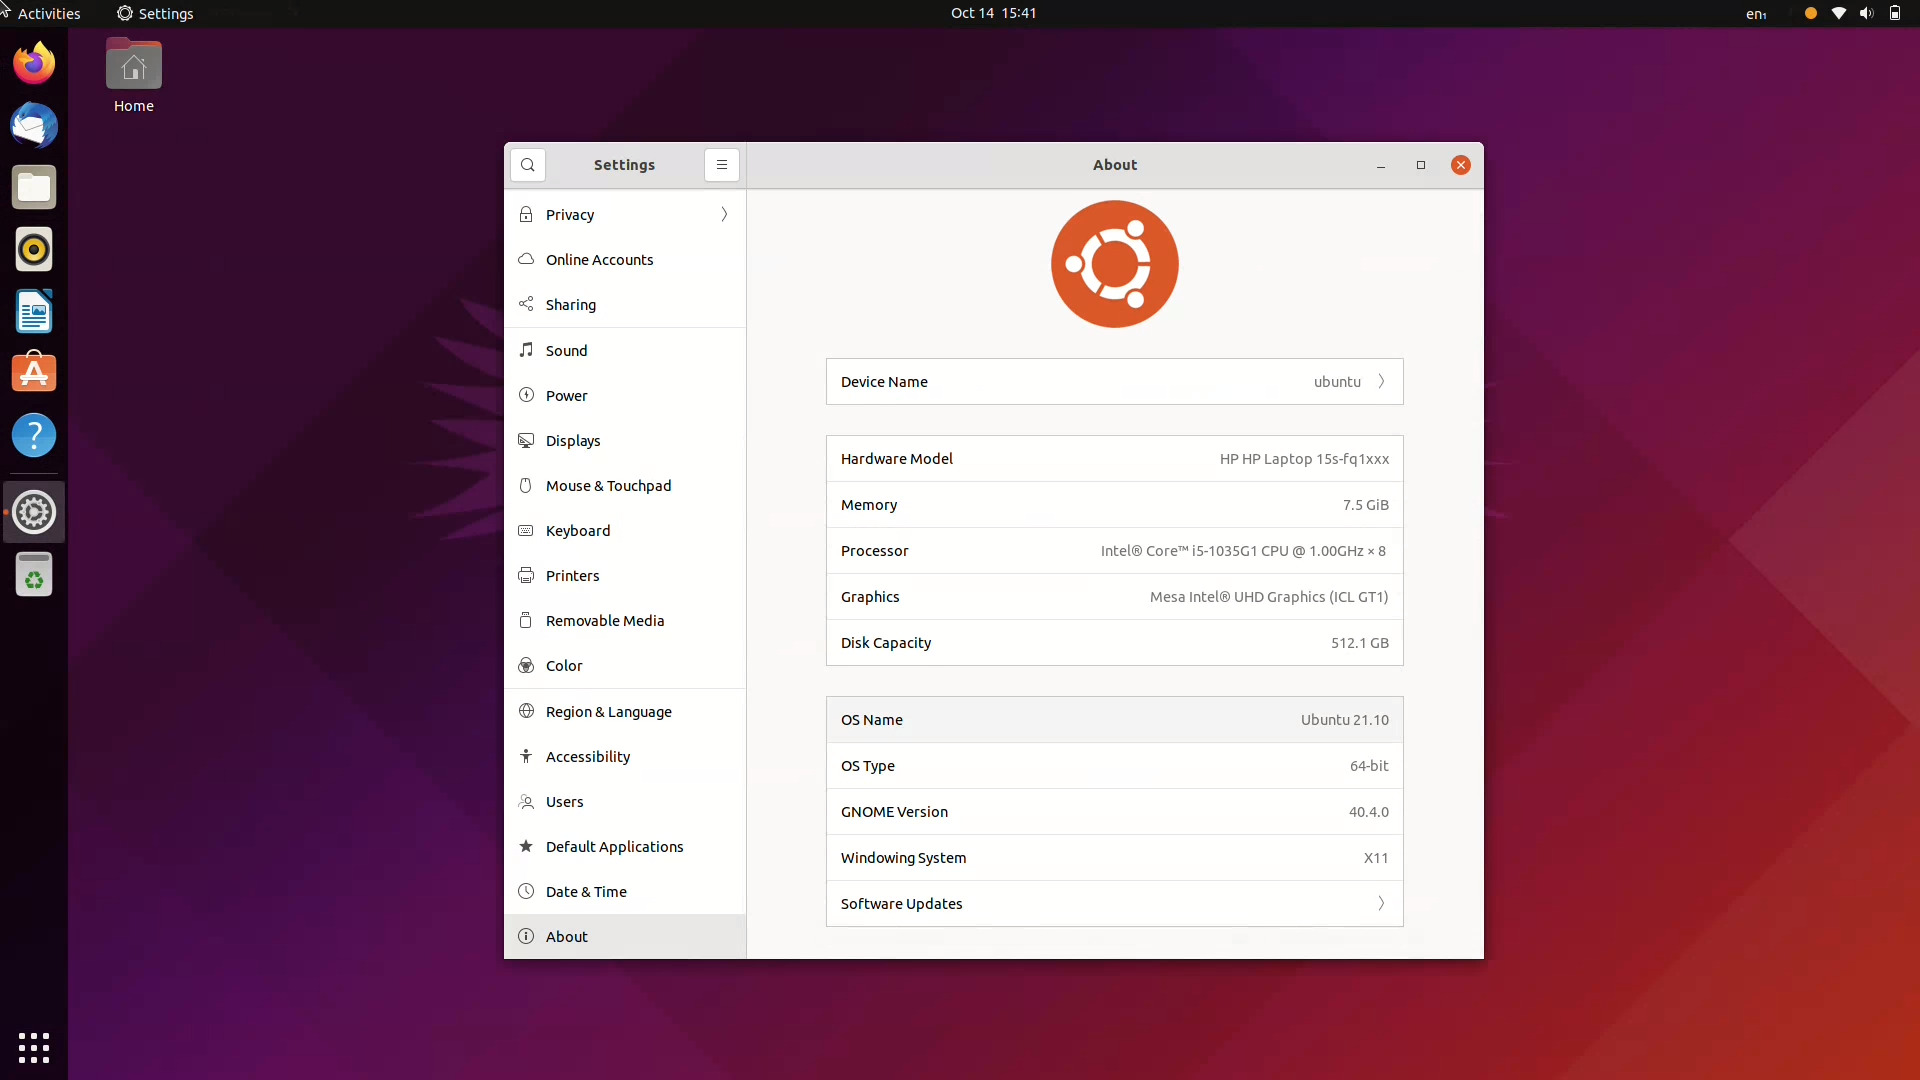 Activities
Settings
Oct 14 15:41
en₁
Home
Settings
About
Privacy
Online Accounts
Sharing
Sound
Power
Displays
Mouse & Touchpad
Keyboard
Printers
Removable Media
Color
Region & Language
Accessibility
Users
Default Applications
Date & Time
About
Device Name ubuntu
Hardware Model HP HP Laptop 15s-fq1xxx
Memory 7.5 GiB
Processor Intel® Core™ i5-1035G1 CPU @ 1.00GHz × 8
Graphics Mesa Intel® UHD Graphics (ICL GT1)
Disk Capacity 512.1 GB
OS Name Ubuntu 21.10
OS Type 64-bit
GNOME Version 40.4.0
Windowing System X11
Software Updates